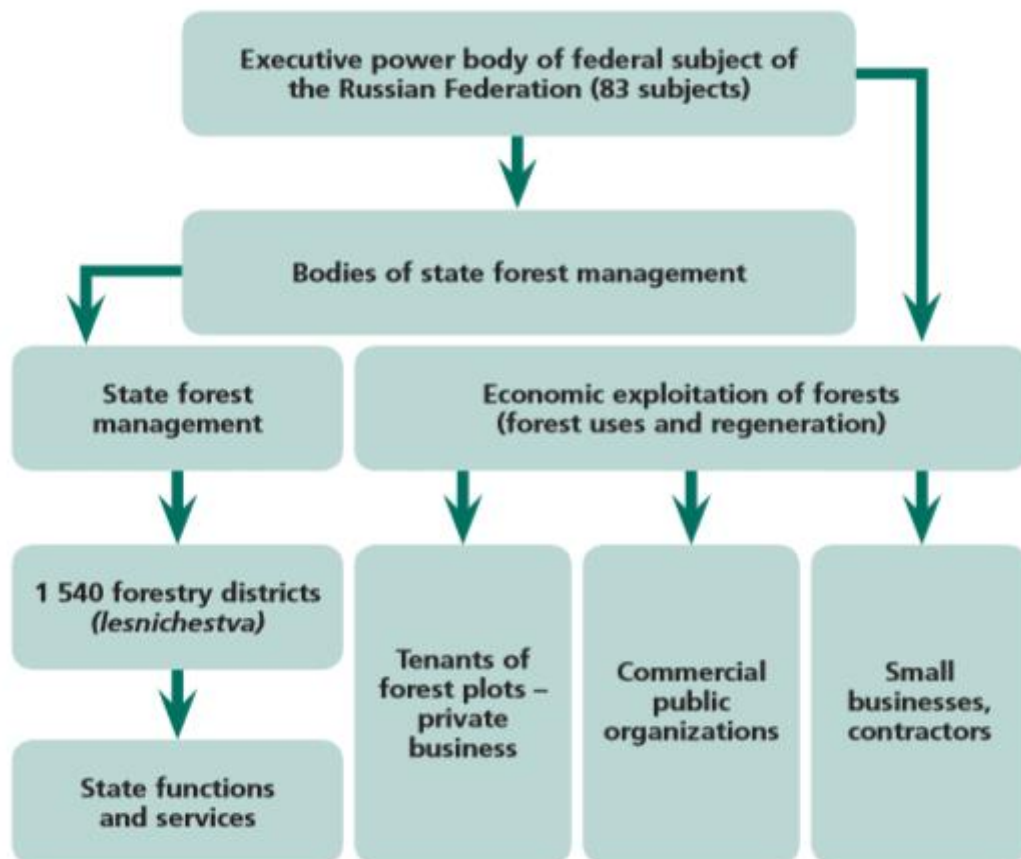 Executive power body of federal subject of
the Russian Federation (83 subjects)
Bodies of state forest management
State forest
management
Economic exploitation of forests
(forest uses and regeneration)
1 540 forestry districts
(lesnichestva)
State functions
and services
Tenants of
forest plots –
private
business
Commercial
public
organizations
Small
businesses,
contractors